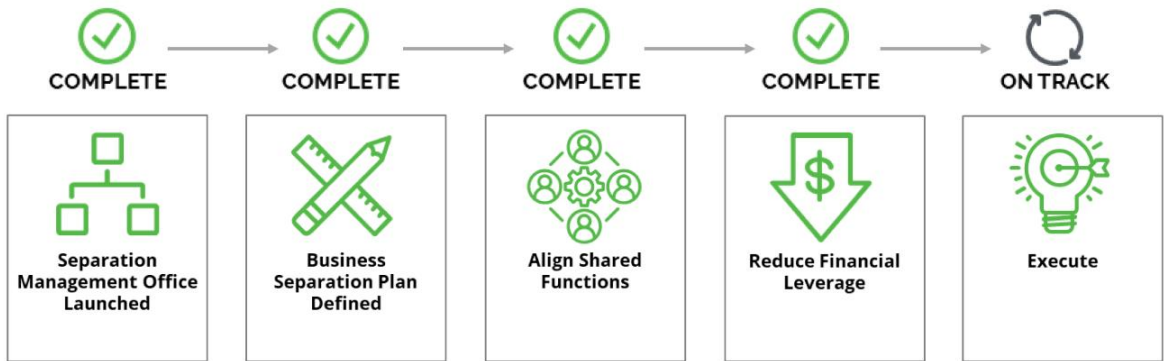 COMPLETE
COMPLETE
COMPLETE
COMPLETE
ON TRACK
Separation
Management Office
Launched
Business
Separation Plan
Defined
Align Shared
Functions
$
Reduce Financial
Leverage
Execute